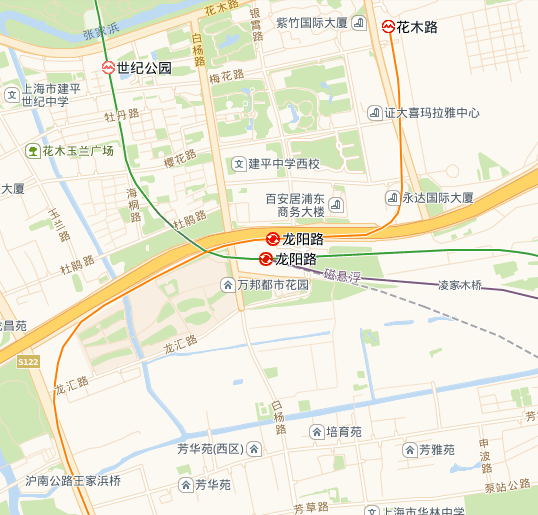 花木路
银霄路
紫竹国际大厦
花木路
张家浜
白杨路
世纪公园
梅花路
上海市建平
世纪中学
牡丹路
证大喜玛拉雅中心
花木玉兰广场
樱花路
建平中学西校
大厦
海桐路
百安居浦东
商务大楼
永达国际大厦
玉兰路
杜鹃路
龙阳路
杜鹃路
龙阳路
磁悬浮
万邦都市花园
凌家木桥
龙昌苑
龙汇路
S122
龙汇路
白杨路
培育苑
芳华苑(西区)
芳雅苑
申波路
沪南公路王家浜桥
芳华苑
泵站公路
芳草路
上海市华林中学